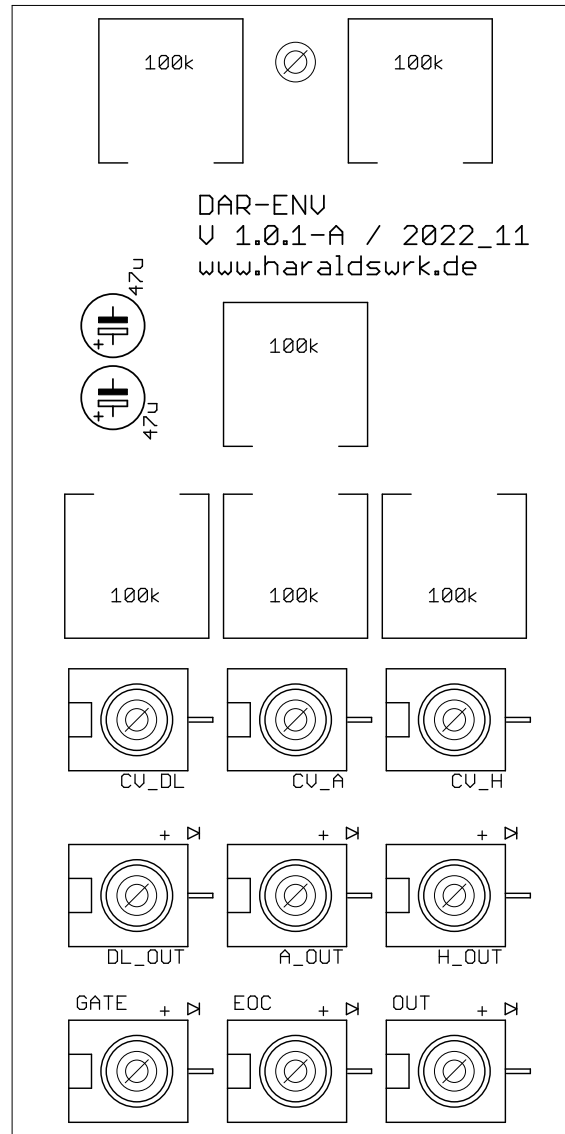 100k
100k
DAR-ENV
V 1.0.1-A / 2022_11
www.haraldswrk.de
47u
+
100k
+
47u
100k
100k
100k
CV_DL
CV_A
CV_H
+
+
+
DL_OUT
A_OUT
H_OUT
GATE +
EOC +
OUT +